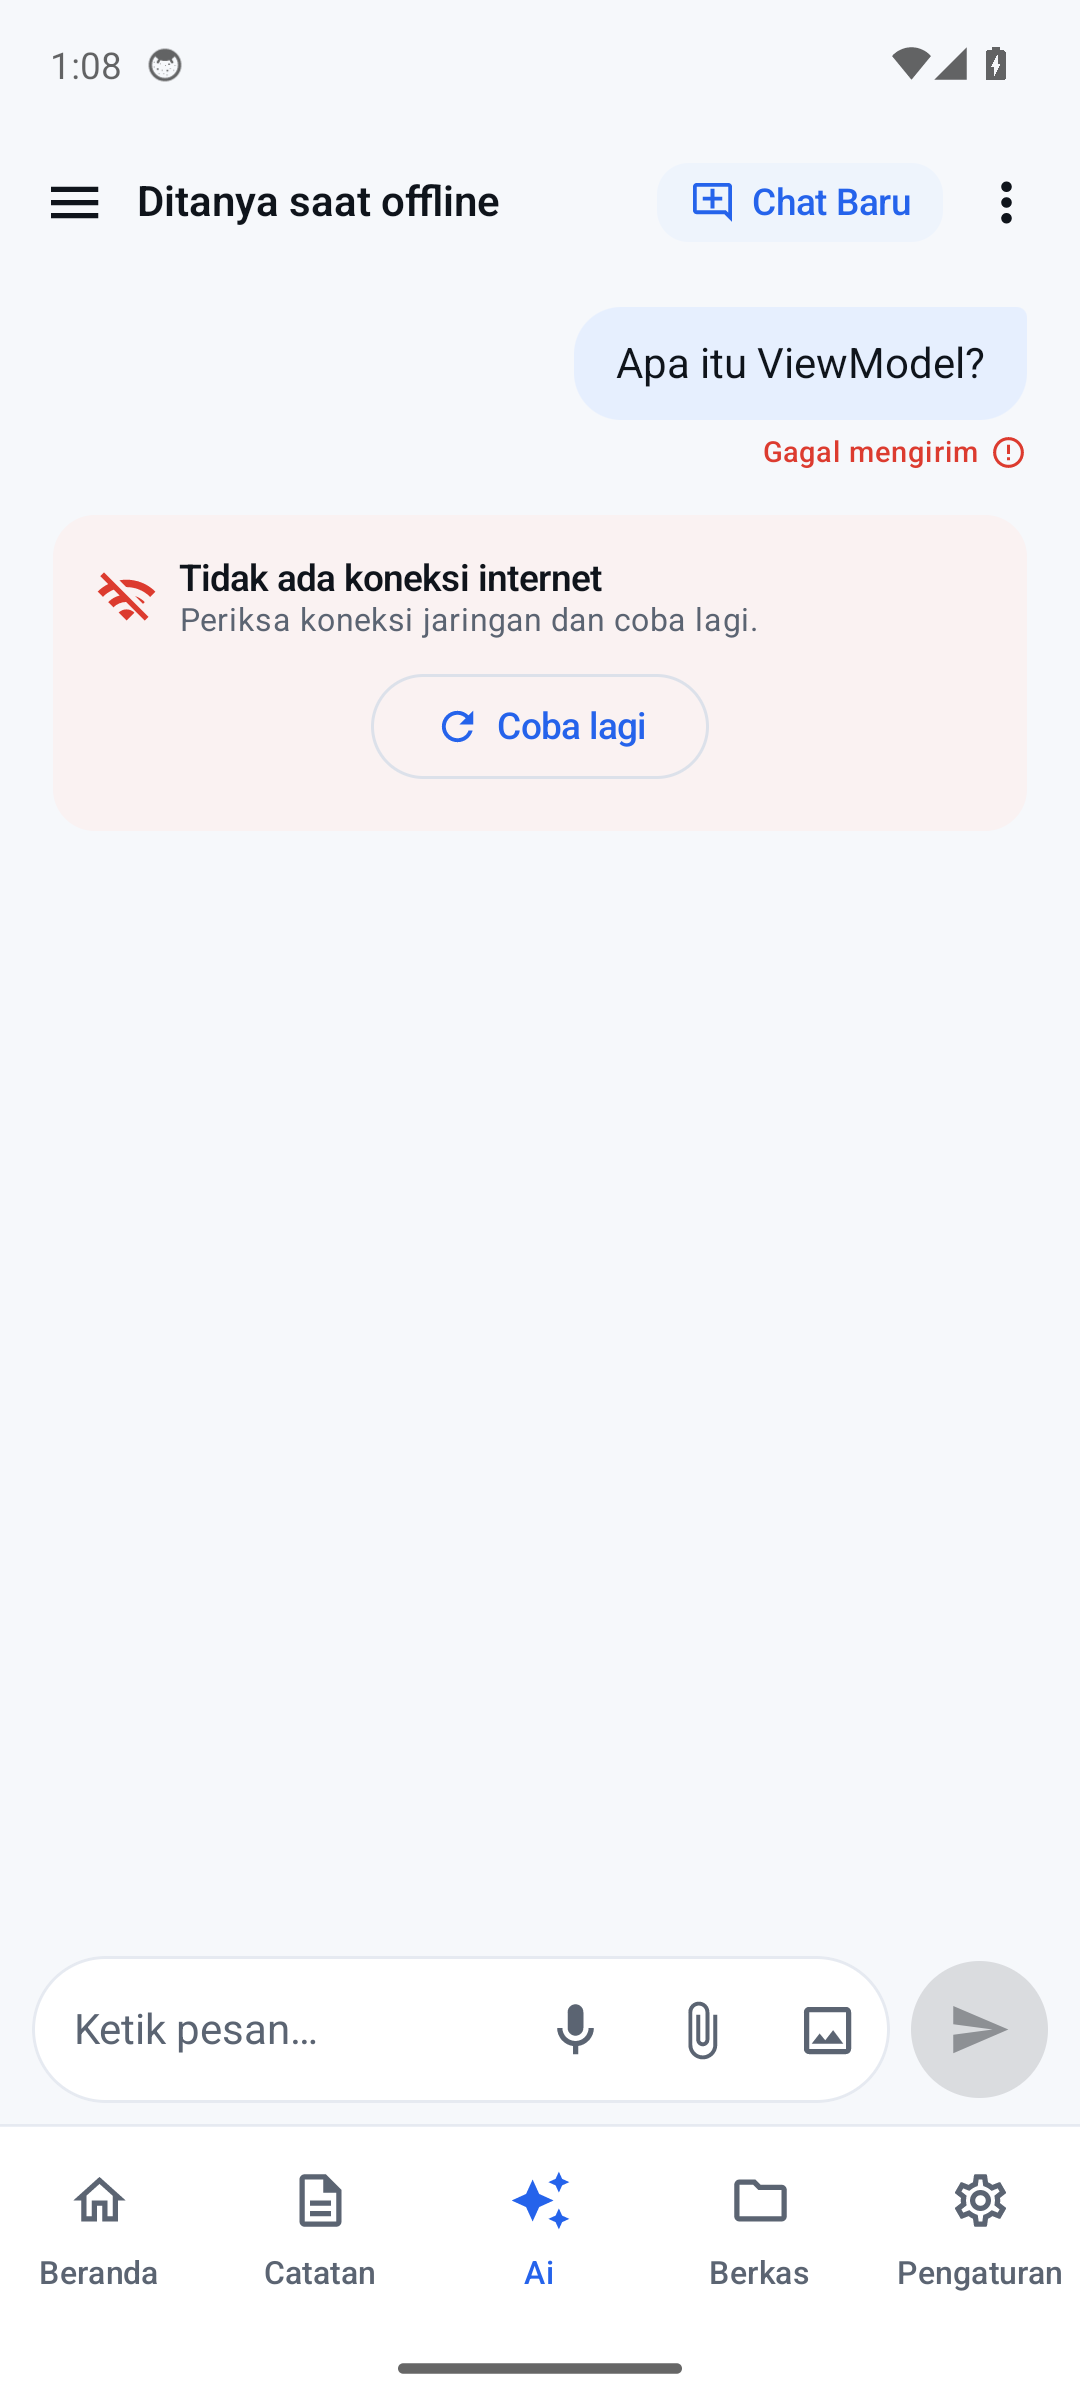 1:08
Ditanya saat offline
Chat Baru
Apa itu ViewModel?
Gagal mengirim
Tidak ada koneksi internet
Periksa koneksi jaringan dan coba lagi.
Coba lagi
Ketik pesan...
Beranda
Catatan
Ai
Berkas
Pengaturan